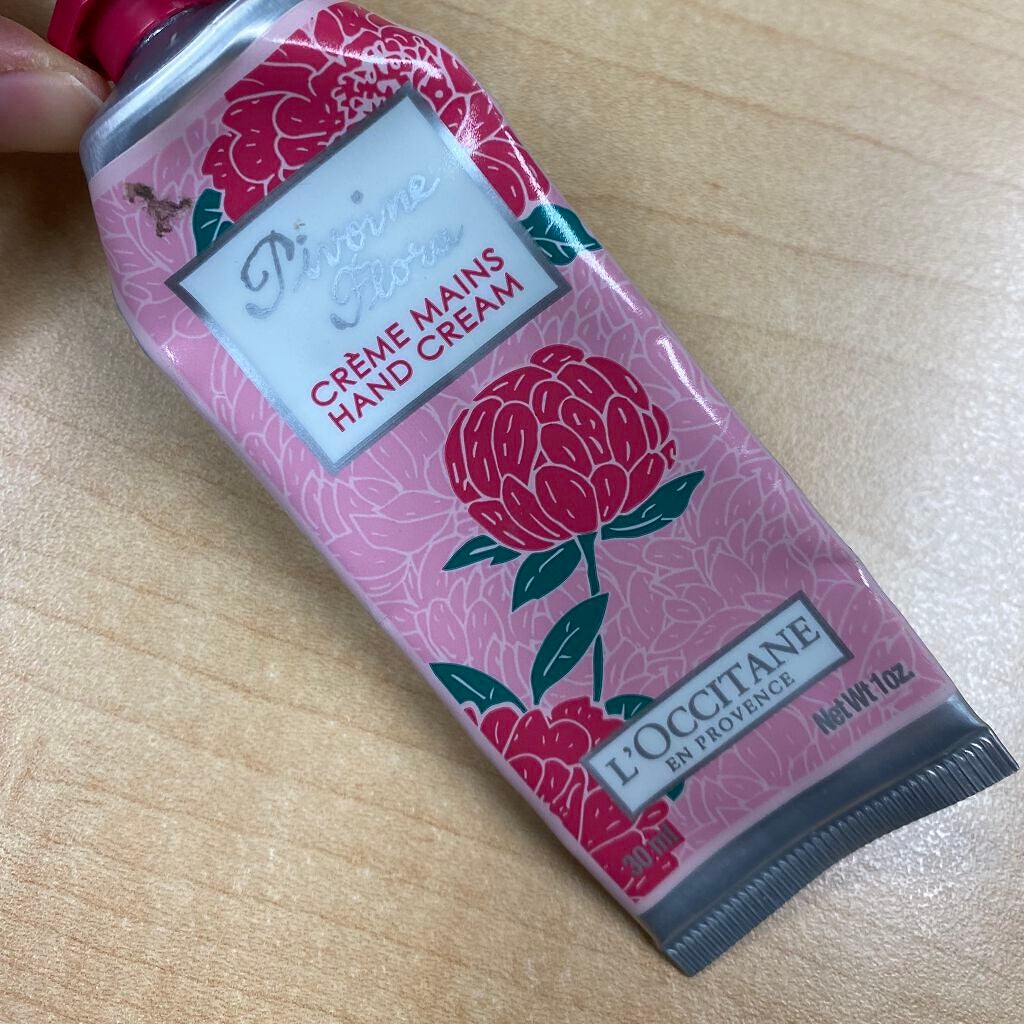 Pivoine
Flora
CRÈME MAINS
HAND CREAM
L'OCCITANE
EN PROVENCE
Net Wt 1oz.
30 ml